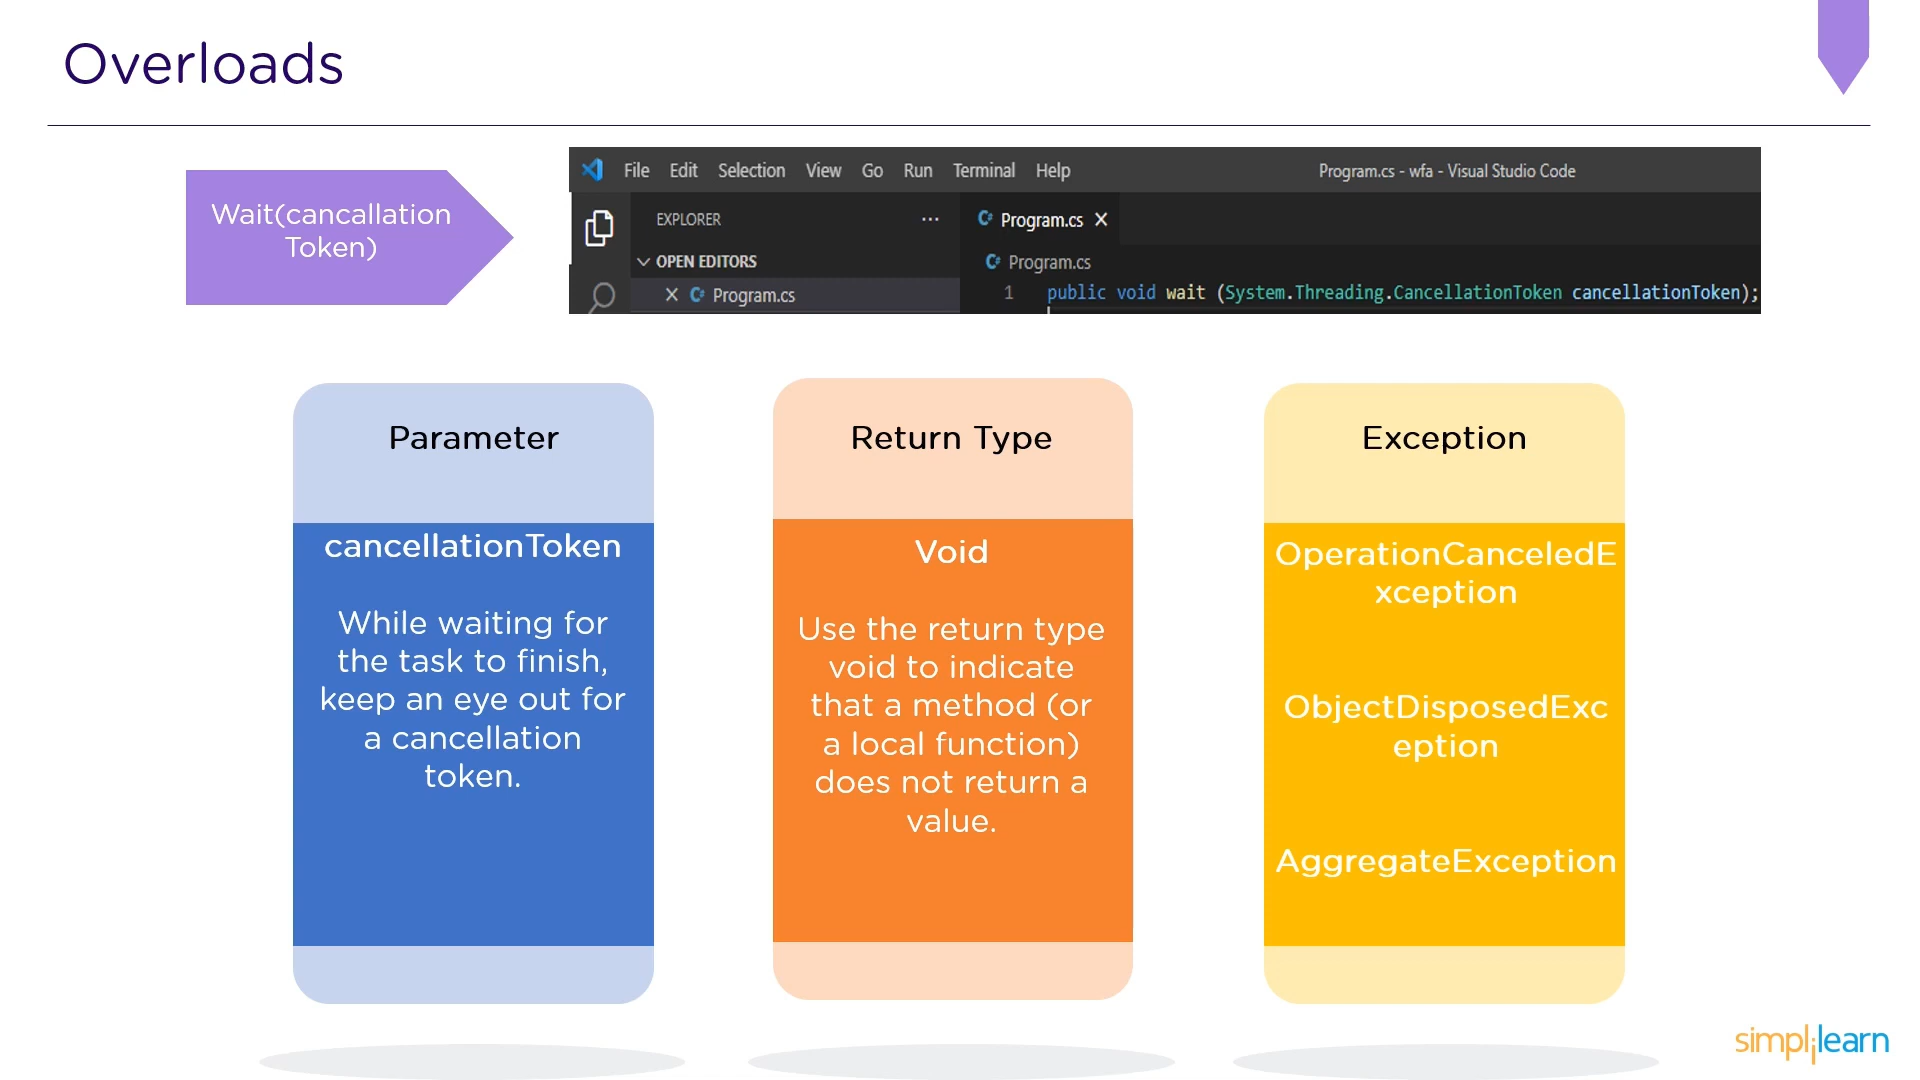 Overloads
Wait(cancallation
Token)
File Edit Selection View Go Run Terminal Help Program.cs - wfa - Visual Studio Code
EXPLORER ··· Program.cs X
OPEN EDITORS Program.cs
X Program.cs 1 public void wait (System.Threading.CancellationToken cancellationToken);
Parameter
cancellationToken
While waiting for
the task to finish,
keep an eye out for
a cancellation
token.
Return Type
Void
Use the return type
void to indicate
that a method (or
a local function)
does not return a
value.
Exception
OperationCanceledE
xception
ObjectDisposedExc
eption
AggregateException
simplilearn